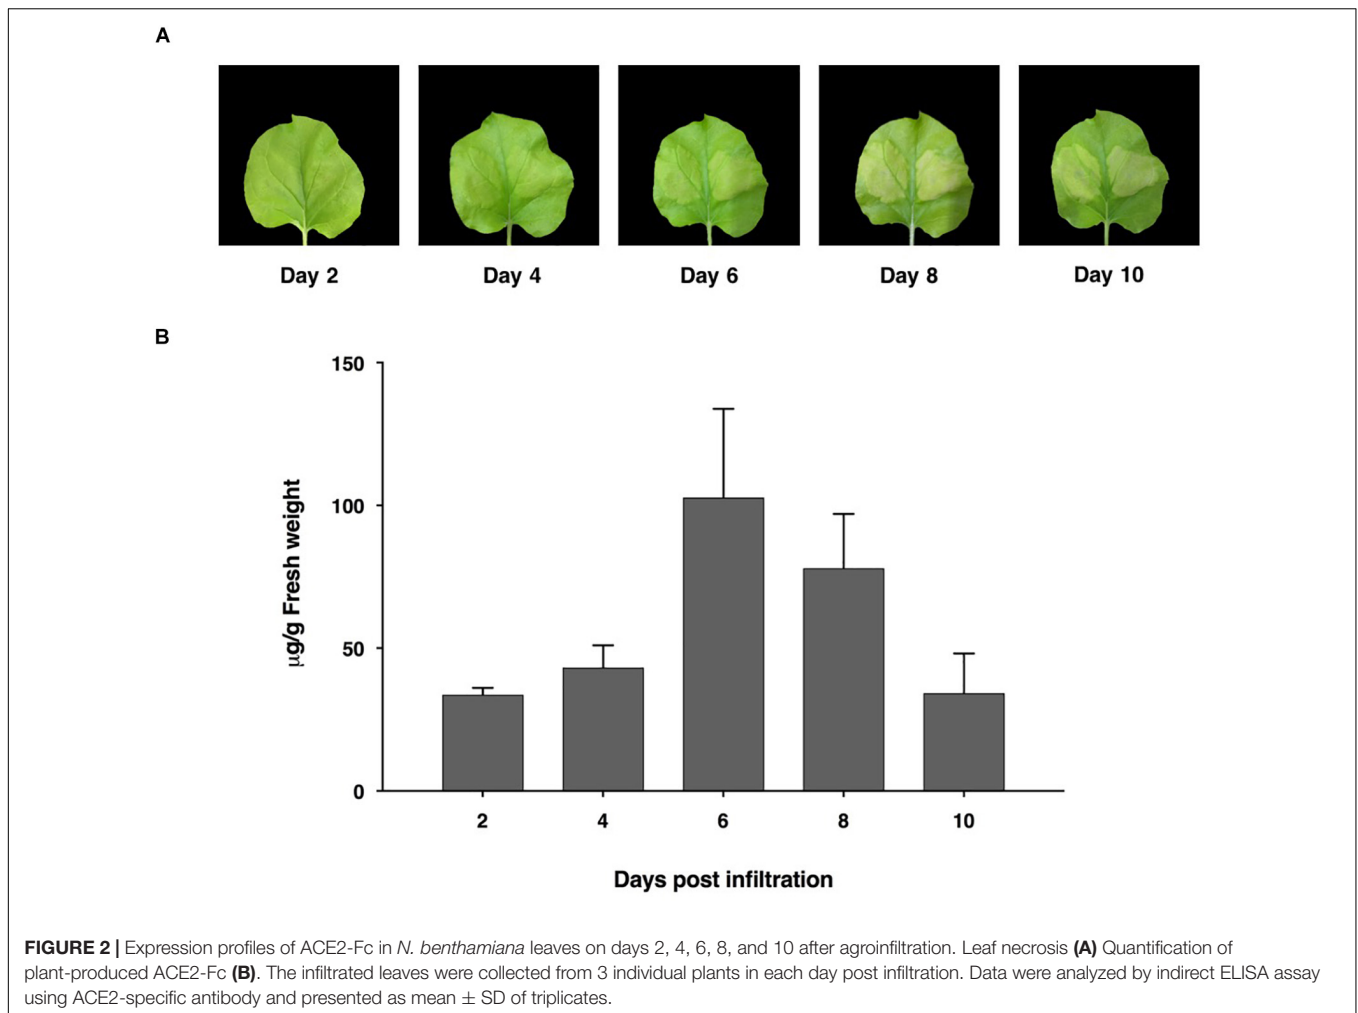 A
Day 2
Day 4
Day 6
Day 8
Day 10
B
150
100
50
0
μg/g Fresh weight
2
4
6
8
10
Days post infiltration
FIGURE 2 | Expression profiles of ACE2-Fc in N. benthamiana leaves on days 2, 4, 6, 8, and 10 after agroinfiltration. Leaf necrosis (A) Quantification of
plant-produced ACE2-Fc (B). The infiltrated leaves were collected from 3 individual plants in each day post infiltration. Data were analyzed by indirect ELISA assay
using ACE2-specific antibody and presented as mean ± SD of triplicates.